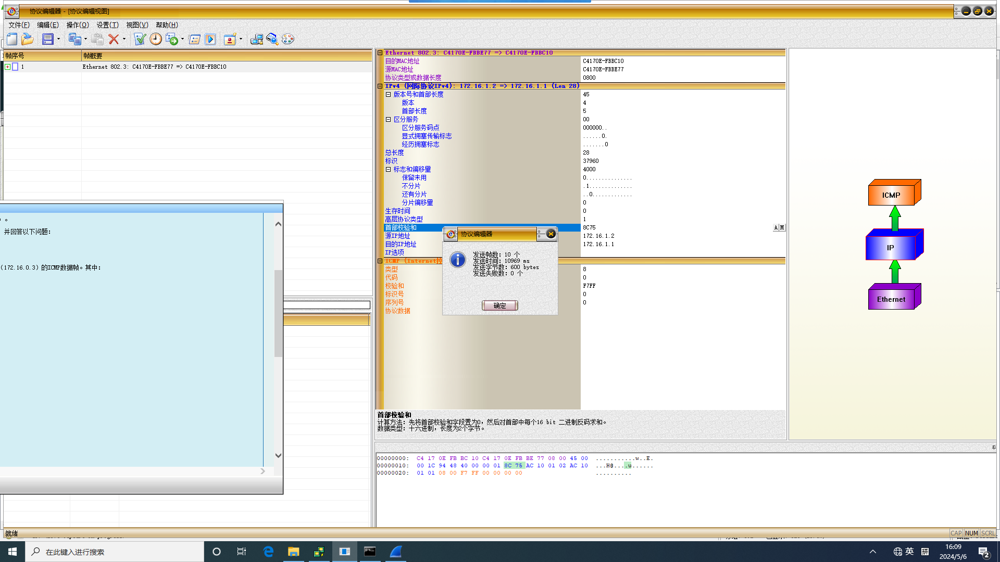 协议编辑器 - [协议编辑视图]
文件(F) 编辑(E) 操作(O) 设置(T) 视图(V) 帮助(H)
帧序号 帧概要
1 Ethernet 802.3: C4170E-FBBE77 => C4170E-FBBC10
。
并回答以下问题:
(172.16.0.3) 的ICMP数据帧。其中:
Ethernet 802.3: C4170E-FBBE77 => C4170E-FBBC10
目的MAC地址 C4170E-FBBC10
源MAC地址 C4170E-FBBE77
协议类型或数据长度 0800
IPv4 (网际协议IPv4): 172.16.1.2 => 172.16.1.1 (Len 28)
版本号和首部长度 45
版本 4
首部长度 5
区分服务 00
区分服务码点 000000..
显式拥塞传输标志 ......0.
经历拥塞标志 .......0
总长度 28
标识 37960
标志和偏移量 4000
保留未用 0...............
不分片 .1..............
还有分片 ..0.............
分片偏移量 0
生存时间 0
高层协议类型 1
首部校验和 8C75 A M
源IP地址 172.16.1.2
目的IP地址 172.16.1.1
IP选项
ICMP (Internet控
类型 8
代码 0
校验和 F7FF
标识号 0
序列号 0
协议数据
协议编辑器
发送帧数: 10 个
发送时间: 10969 ms
发送字节数: 600 bytes
发送失败数: 0 个
确定
首部校验和
计算方法: 先将首部校验和字段置为0, 然后对首部中每个16 bit 二进制反码求和。
数据类型: 十六进制, 长度为2个字节。
ICMP
IP
Ethernet
00000000: C4 17 0E FB BC 10 C4 17 0E FB BE 77 08 00 45 00 ...........w..E.
00000010: 00 1C 94 48 40 00 00 01 8C 75 AC 10 01 02 AC 10 ...H@....u......
00000020: 01 01 08 00 F7 FF 00 00 00 00 ..........
就绪
CAP NUM SCRL
在此键入进行搜索
英
拼
16:09
2024/5/6
2